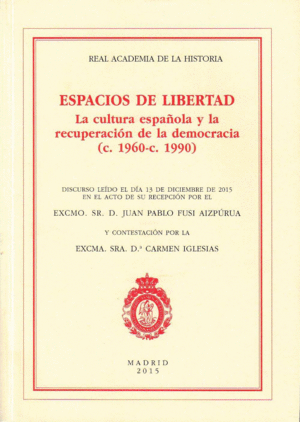 REAL ACADEMIA DE LA HISTORIA
ESPACIOS DE LIBERTAD
La cultura española y la
recuperación de la democracia
(c. 1960-c. 1990)
DISCURSO LEÍDO EL DÍA 13 DE DICIEMBRE DE 2015
EN EL ACTO DE SU RECEPCIÓN POR EL
EXCMO. SR. D. JUAN PABLO FUSI AIZPÚRUA
Y CONTESTACIÓN POR LA
EXCMA. SRA. D.ª CARMEN IGLESIAS
MADRID
2015